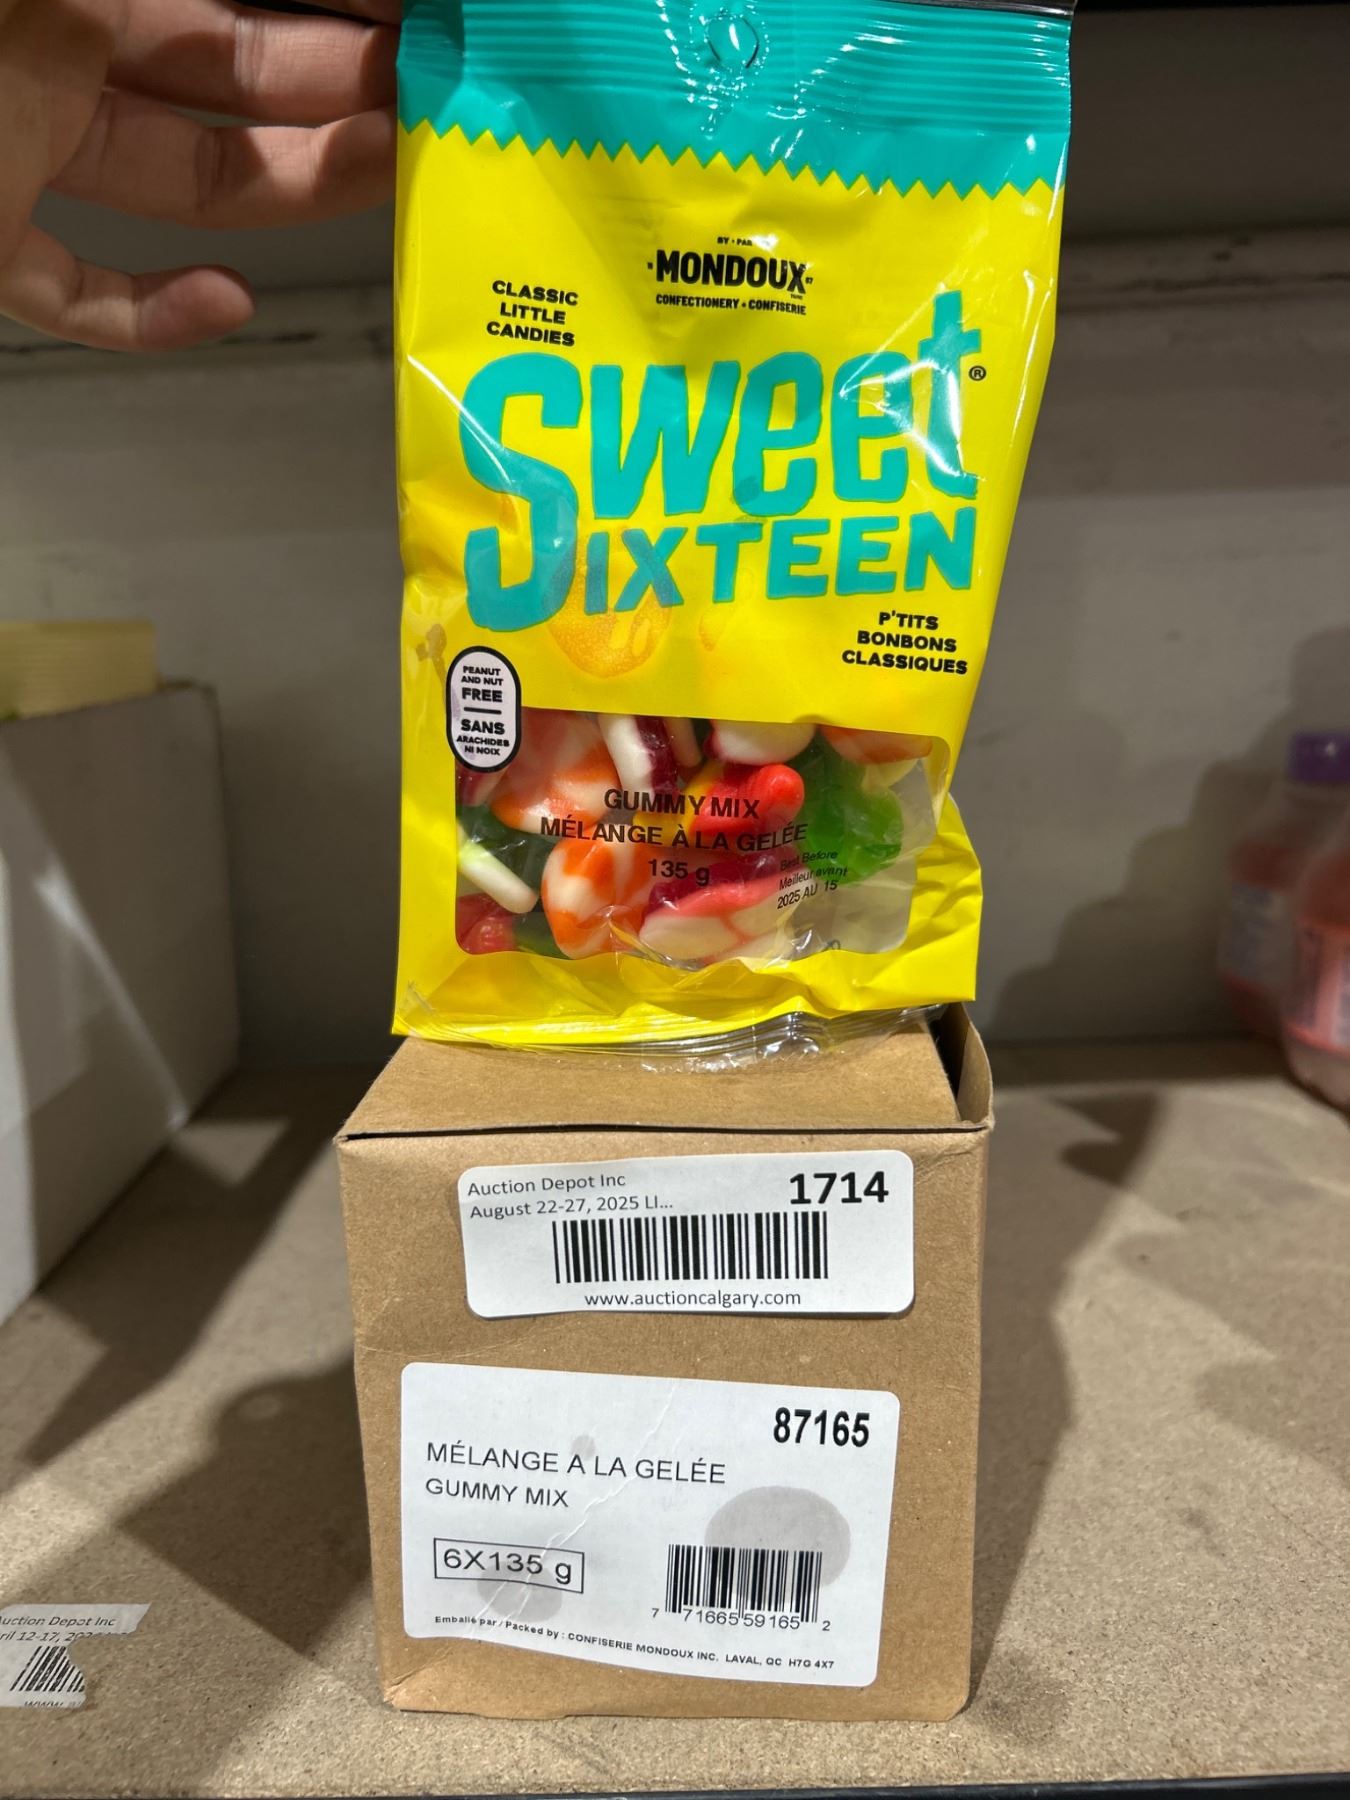 BY • PAR
MONDOUX
CONFECTIONERY • CONFISERIE
CLASSIC
LITTLE
CANDIES
Sweet®
SIXTEEN
P'TITS
BONBONS
CLASSIQUES
PEANUT
AND NUT
FREE
SANS
ARACHIDES
NI NOIX
GUMMY MIX
MÉLANGE À LA GELÉE
135 g
Best Before
Meilleur avant
2025 AU 15
Auction Depot Inc 1714
August 22-27, 2025 LI...
www.auctioncalgary.com
87165
MÉLANGE A LA GELÉE
GUMMY MIX
6X135 g
7 71665 59165 2
Emballé par / Packed by : CONFISERIE MONDOUX INC. LAVAL, QC H7G 4X7
Auction Depot Inc
ril 12-17,